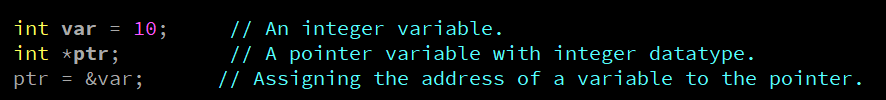 int var = 10;     // An integer variable.
int *ptr;         // A pointer variable with integer datatype.
ptr = &var;      // Assigning the address of a variable to the pointer.